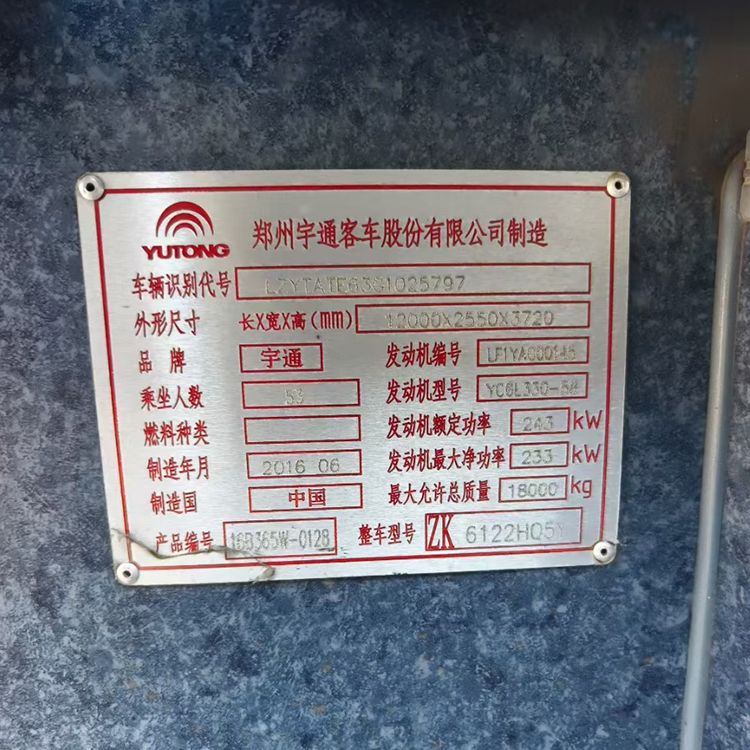 YUTONG 郑州宇通客车股份有限公司制造
车辆识别代号 LZYTATE63G1025797
外形尺寸 长X宽X高(mm) 12000X2550X3720
品牌 宇通 发动机编号
乘坐人数 53 发动机型号
燃料种类 发动机额定功率 243 kW
制造年月 2016 06 发动机最大净功率 233 kW
制造国 中国 最大允许总质量 18000 kg
产品编号 16B365W-0128 整车型号 ZK